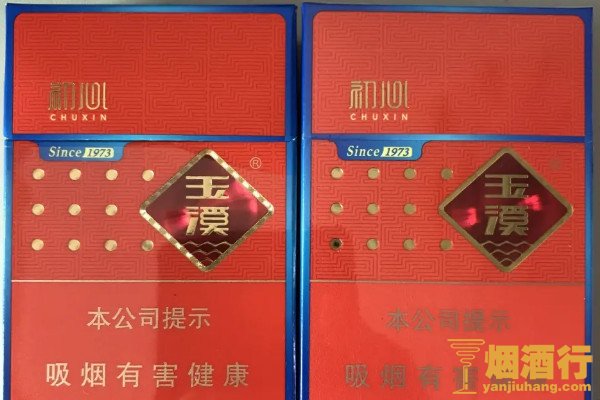 初心
CHUXIN
Since 1973
玉溪
®
本公司提示
吸烟有害健康
初心
CHUXIN
Since 1973
玉溪
®
本公司提示
吸烟有害
烟酒行
yanjiuhang.com